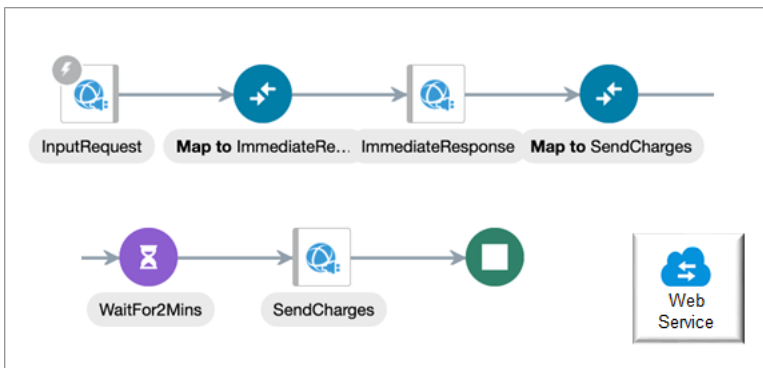 InputRequest
Map to ImmediateRe...
ImmediateResponse
Map to SendCharges
WaitFor2Mins
SendCharges
Web
Service